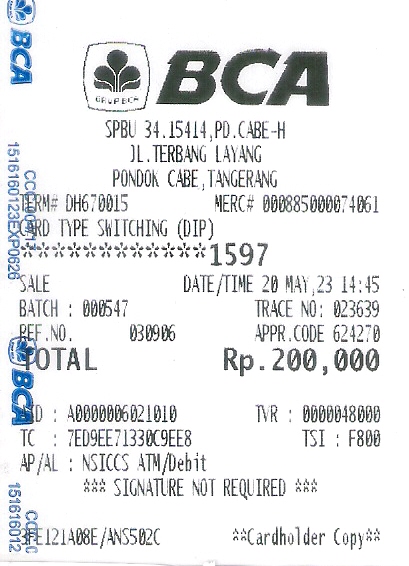 BCA
GRUP BCA
BCA
SPBU 34.15414,PD.CABE-H
JL.TERBANG LAYANG
PONDOK CABE,TANGERANG
TERM# DH670015 MERC# 000885000074061
CARD TYPE SWITCHING (DIP)
************1597
SALE DATE/TIME 20 MAY,23 14:45
BATCH : 000547 TRACE NO: 023639
REF.NO. 030906 APPR.CODE 624270
TOTAL Rp.200,000
AID : A0000006021010 TVR : 0000048000
TC : 7ED9EE71330C9EE8 TSI : F800
AP/AL : NSICCS ATM/Debit
*** SIGNATURE NOT REQUIRED ***
3FE121A08E/ANS502C **Cardholder Copy**
1516160123EXP0626
BCA
151616012